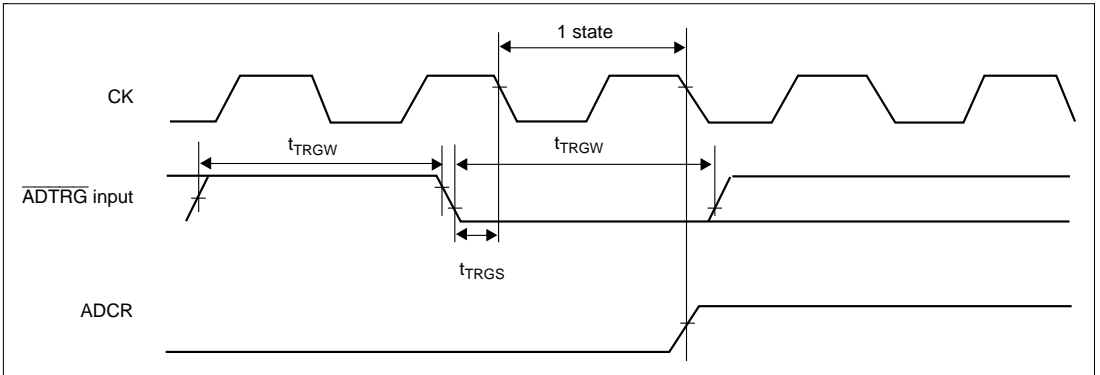 1 state
CK
tTRGW
tTRGW
ADTRG input
tTRGS
ADCR